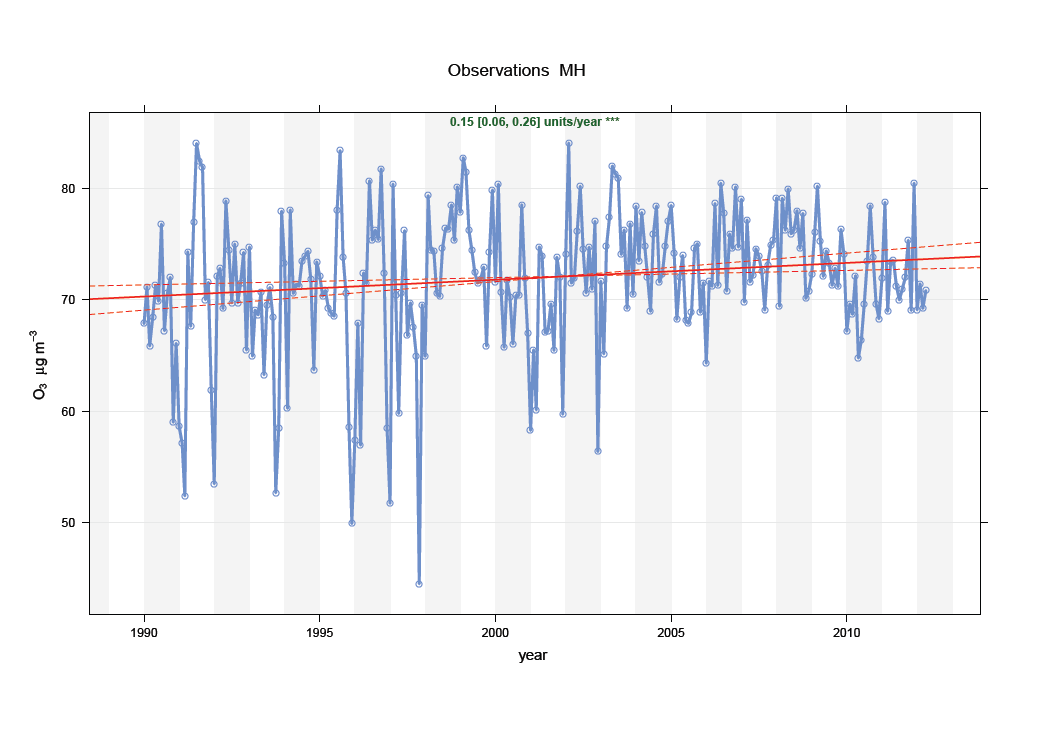 Observations MH
0.15 [0.06, 0.26] units/year ***
80
70
60
50
O₃ μg m⁻³
1990 1995 2000 2005 2010
year